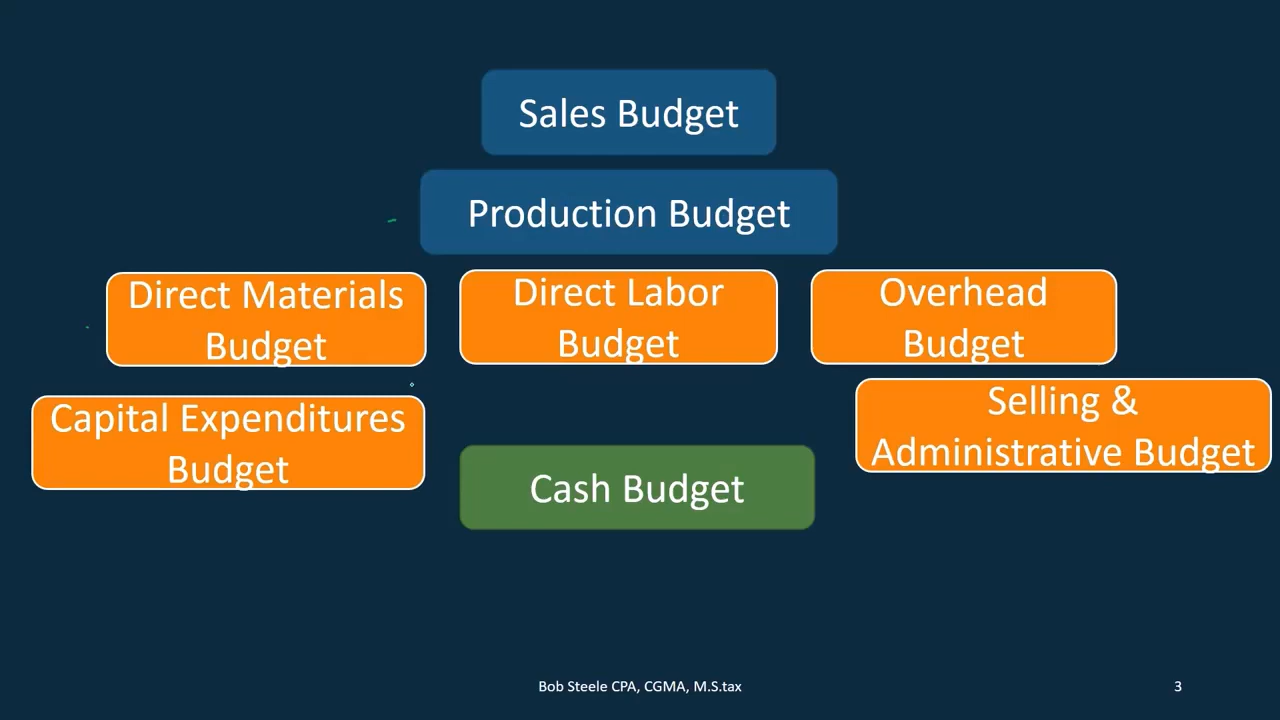 Sales Budget
Production Budget
Direct Materials
Budget
Direct Labor
Budget
Overhead
Budget
Capital Expenditures
Budget
Selling &
Administrative Budget
Cash Budget
Bob Steele CPA, CGMA, M.S.tax
3